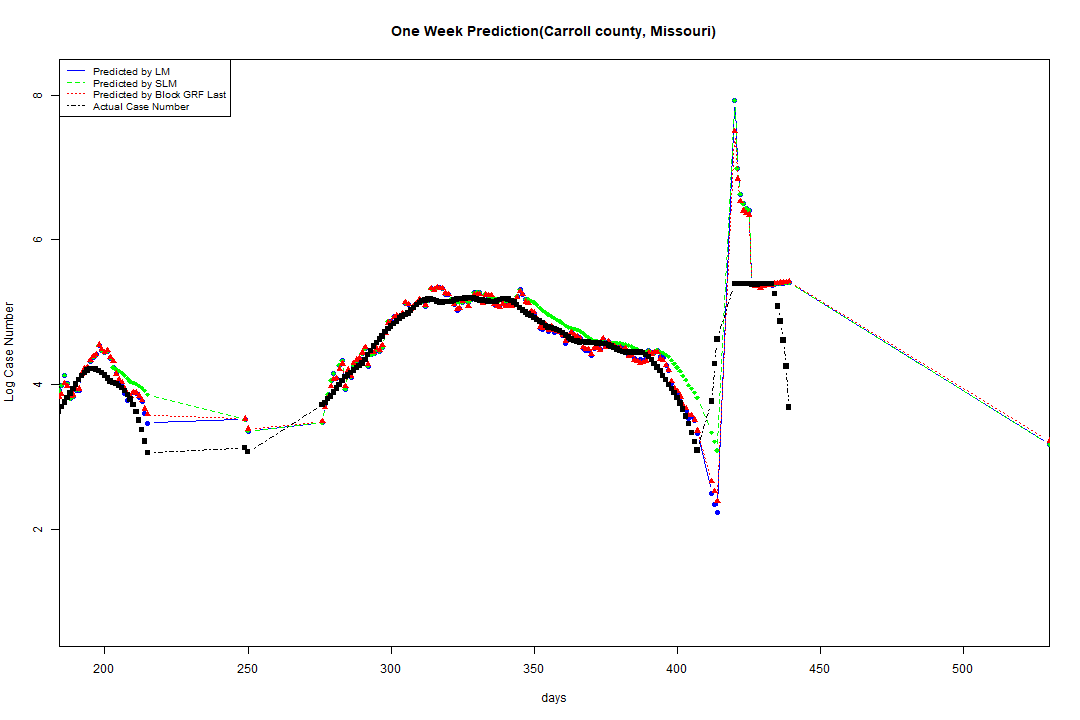 One Week Prediction(Carroll county, Missouri)
Predicted by LM
Predicted by SLM
Predicted by Block GRF Last
Actual Case Number
8
6
4
2
Log Case Number
200 250 300 350 400 450 500
days